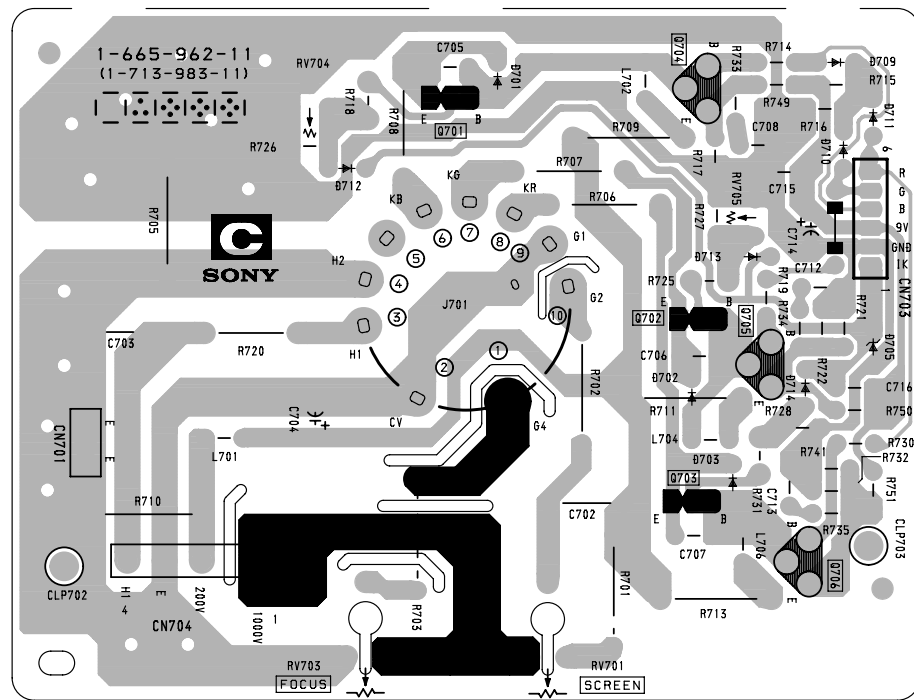 1-665-962-11
(1-713-983-11)
RV704
C705
D701
L702
Q704
B
R733
R714
D709
R715
R718
R708
E
Q701
B
R709
E
R749
C708
R716
D711
R726
D712
R717
D710
6
R705
KB
KG
R707
KR
R706
RV705
C715
R
G
B
9V
GND
IK
CN703
1
C
SONY
H2
5
6
7
8
9
G1
R727
C714
+
D713
C712
4
J701
G2
R725
R719
3
10
E
Q702
B
Q705
R734
B
R721
C703
R720
H1
2
1
C706
D705
R702
D702
R722
D714
C716
CN701
E
E
C704
+
CV
G4
R711
E
R728
R750
L701
L704
R730
D703
R741
R732
Q703
R710
C702
E
B
R731
C713
R751
B
R735
CLP703
C707
L706
CLP702
H1
4
E
200V
CN704
1000V
1
R703
R701
R713
E
Q706
RV703
FOCUS
RV701
SCREEN